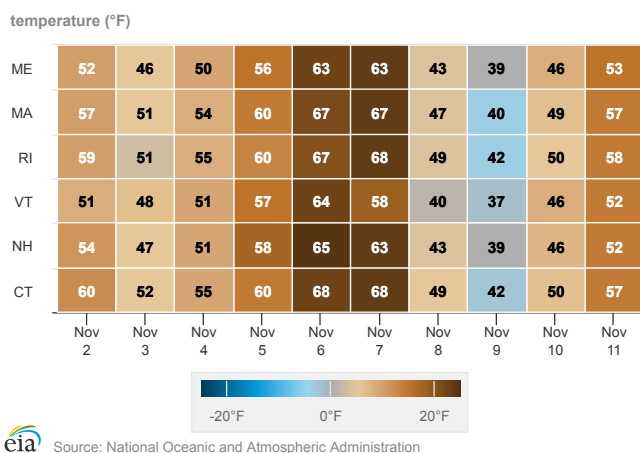 temperature (°F)
ME 52 46 50 56 63 63 43 39 46 53
MA 57 51 54 60 67 67 47 40 49 57
RI 59 51 55 60 67 68 49 42 50 58
VT 51 48 51 57 64 58 40 37 46 52
NH 54 47 51 58 65 63 43 39 46 52
CT 60 52 55 60 68 68 49 42 50 57
Nov Nov Nov Nov Nov Nov Nov Nov Nov Nov
2 3 4 5 6 7 8 9 10 11
-20°F 0°F 20°F
eia Source: National Oceanic and Atmospheric Administration